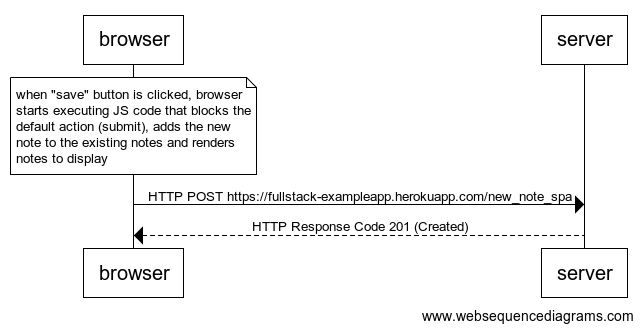 browser
server
when "save" button is clicked, browser
starts executing JS code that blocks the
default action (submit), adds the new
note to the existing notes and renders
notes to display
HTTP POST https://fullstack-exampleapp.herokuapp.com/new_note_spa
HTTP Response Code 201 (Created)
browser
server
www.websequencediagrams.com